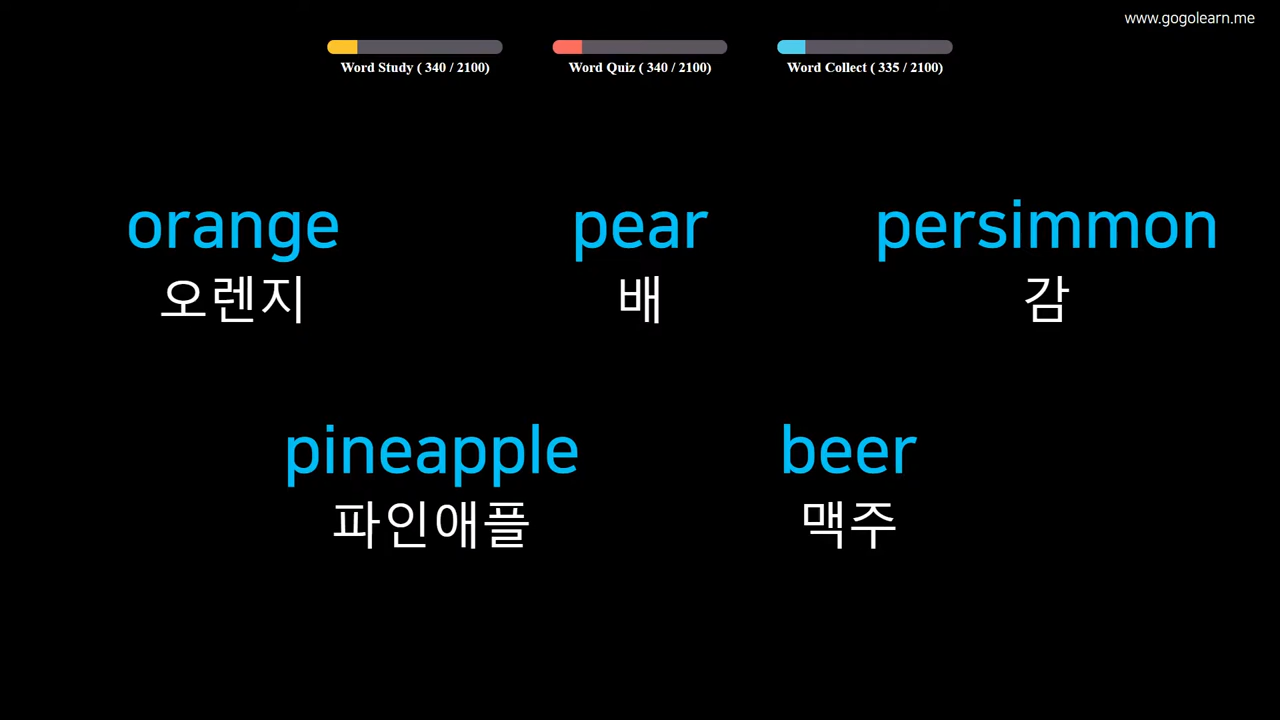 www.gogolearn.me
Word Study ( 340 / 2100)
Word Quiz ( 340 / 2100)
Word Collect ( 335 / 2100)
orange
오렌지
pear
배
persimmon
감
pineapple
파인애플
beer
맥주